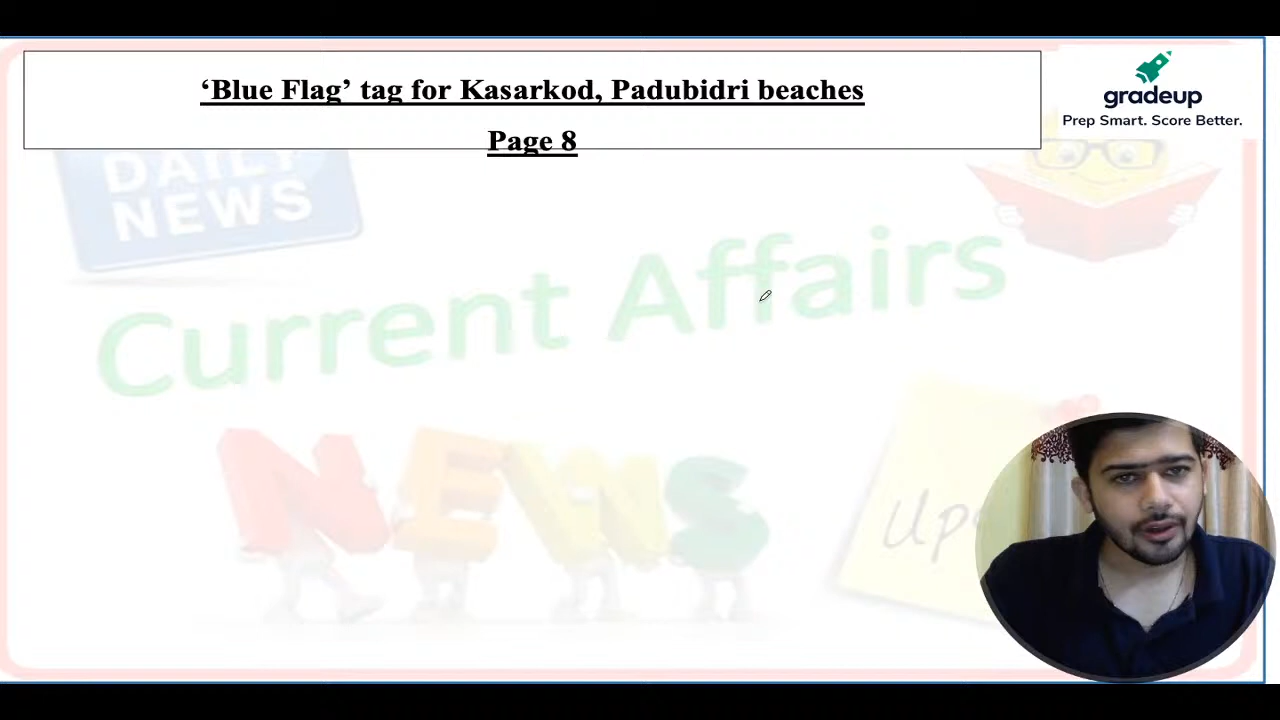 ‘Blue Flag’ tag for Kasarkod, Padubidri beaches
Page 8
gradeup
Prep Smart. Score Better.
DAILY
NEWS
Current Affairs
NEWS
Ups